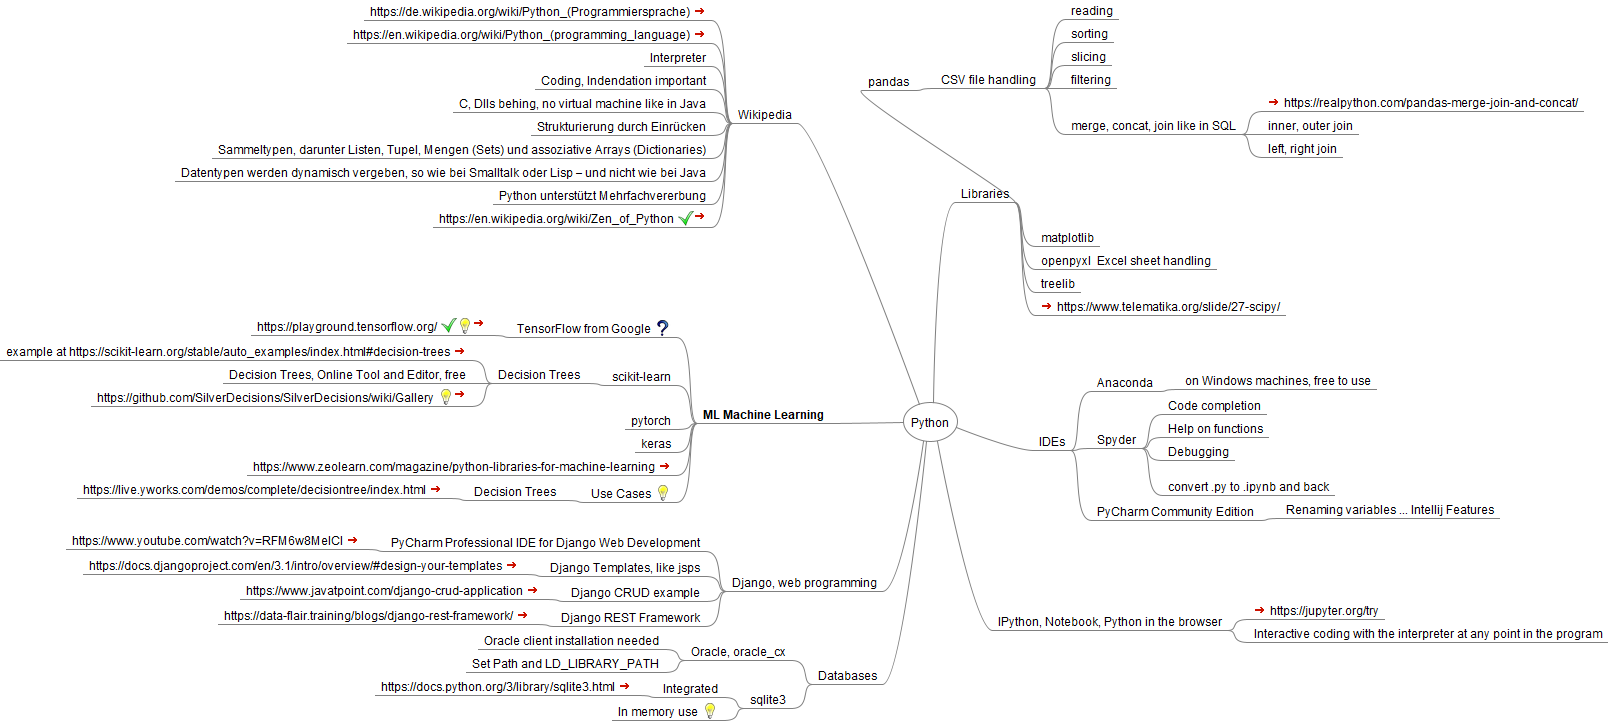 Python
Wikipedia
https://de.wikipedia.org/wiki/Python_(Programmiersprache)
https://en.wikipedia.org/wiki/Python_(programming_language)
Interpreter
Coding, Indendation important
C, Dlls behing, no virtual machine like in Java
Strukturierung durch Einrücken
Sammeltypen, darunter Listen, Tupel, Mengen (Sets) und assoziative Arrays (Dictionaries)
Datentypen werden dynamisch vergeben, so wie bei Smalltalk oder Lisp – und nicht wie bei Java
Python unterstützt Mehrfachvererbung
https://en.wikipedia.org/wiki/Zen_of_Python
ML Machine Learning
TensorFlow from Google
https://playground.tensorflow.org/
scikit-learn
Decision Trees
example at https://scikit-learn.org/stable/auto_examples/index.html#decision-trees
Decision Trees, Online Tool and Editor, free
https://github.com/SilverDecisions/SilverDecisions/wiki/Gallery
pytorch
keras
https://www.zeolearn.com/magazine/python-libraries-for-machine-learning
Use Cases
Decision Trees
https://live.yworks.com/demos/complete/decisiontree/index.html
Django, web programming
PyCharm Professional IDE for Django Web Development
https://www.youtube.com/watch?v=RFM6w8MeICI
Django Templates, like jsps
https://docs.djangoproject.com/en/3.1/intro/overview/#design-your-templates
Django CRUD example
https://www.javatpoint.com/django-crud-application
Django REST Framework
https://data-flair.training/blogs/django-rest-framework/
Databases
Oracle, oracle_cx
Oracle client installation needed
Set Path and LD_LIBRARY_PATH
sqlite3
Integrated
https://docs.python.org/3/library/sqlite3.html
In memory use
Libraries
pandas
CSV file handling
reading
sorting
slicing
filtering
merge, concat, join like in SQL
https://realpython.com/pandas-merge-join-and-concat/
inner, outer join
left, right join
matplotlib
openpyxl  Excel sheet handling
treelib
https://www.telematika.org/slide/27-scipy/
IDEs
Anaconda
on Windows machines, free to use
Spyder
Code completion
Help on functions
Debugging
convert .py to .ipynb and back
PyCharm Community Edition
Renaming variables ... Intellij Features
IPython, Notebook, Python in the browser
https://jupyter.org/try
Interactive coding with the interpreter at any point in the program